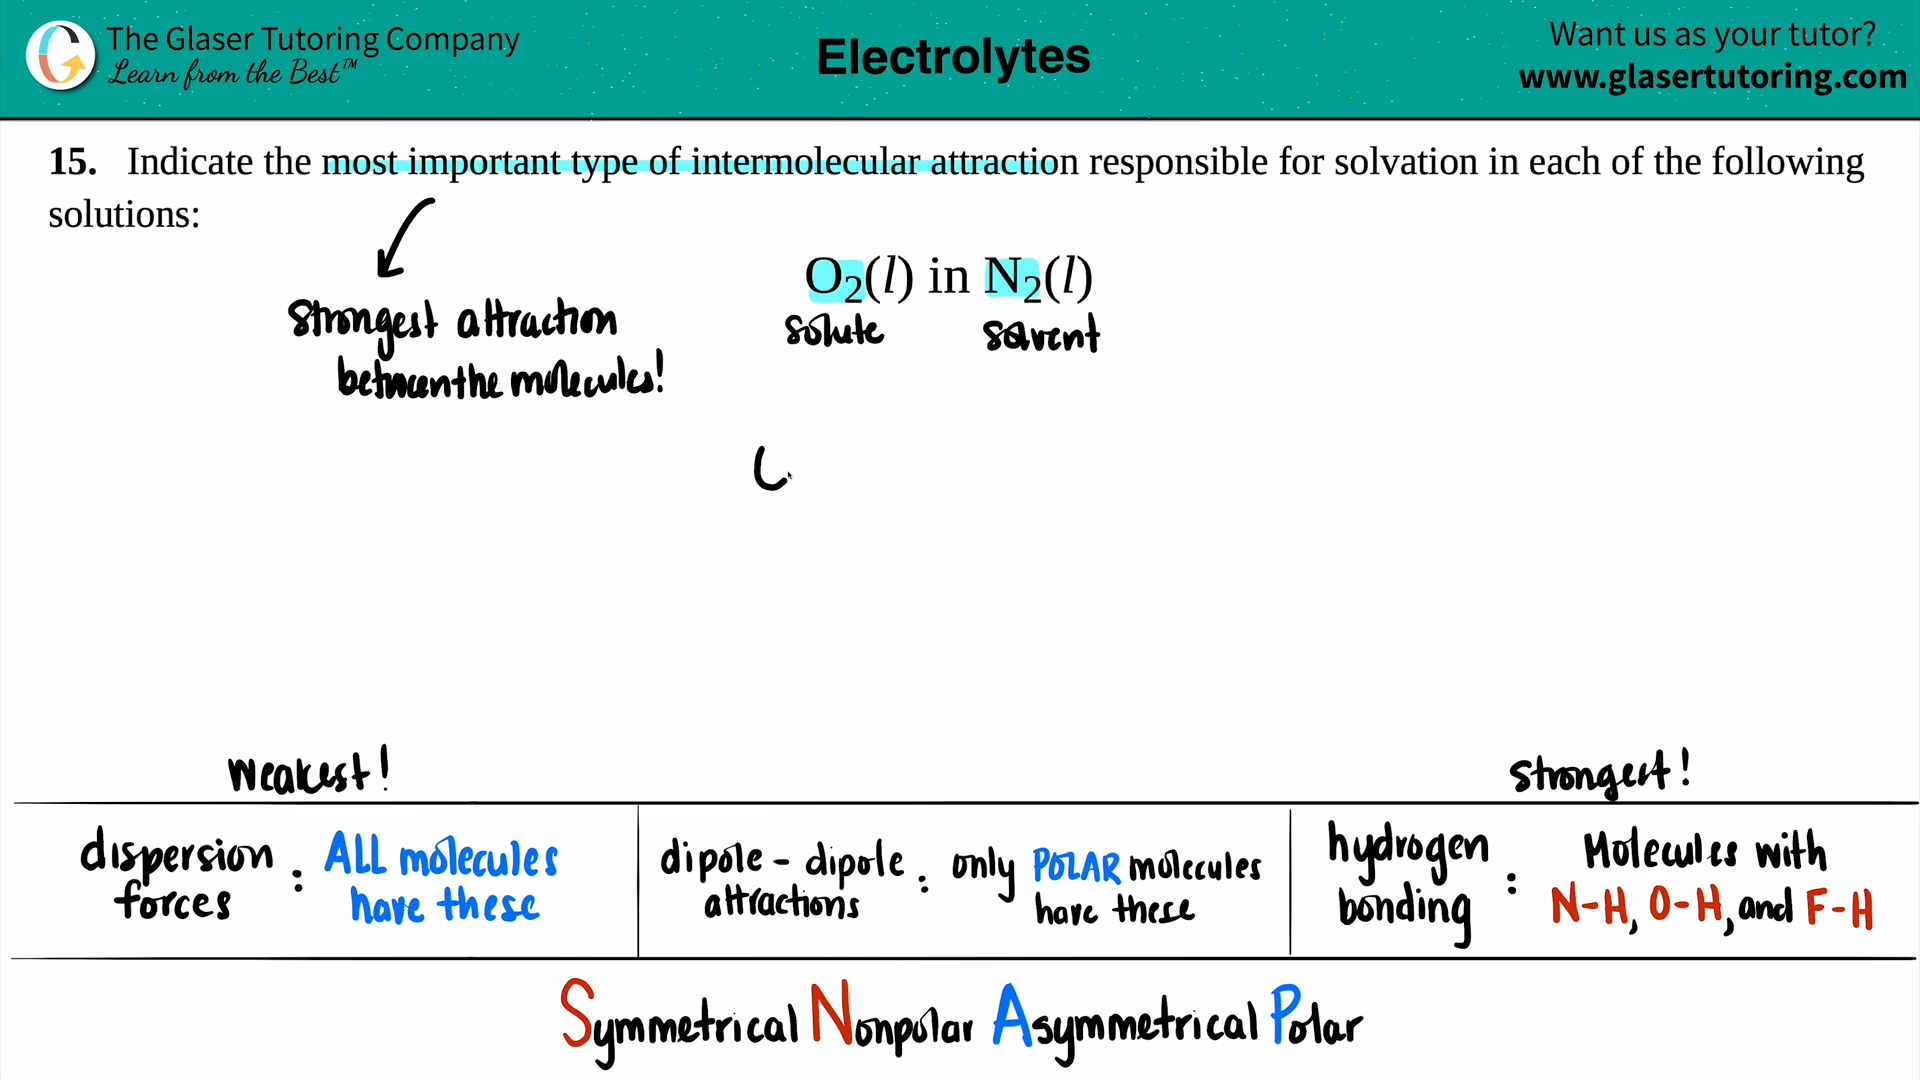 The Glaser Tutoring Company
Learn from the Best™
Electrolytes
Want us as your tutor?
www.glasertutoring.com
15. Indicate the most important type of intermolecular attraction responsible for solvation in each of the following
solutions:
O₂(l) in N₂(l)
solute solvent
Strongest attraction
between the molecules!
Weakest!
Strongest!
dispersion forces : ALL molecules have these
dipole-dipole attractions : only POLAR molecules have these
hydrogen bonding : Molecules with N-H, O-H, and F-H
Symmetrical Nonpolar Asymmetrical Polar